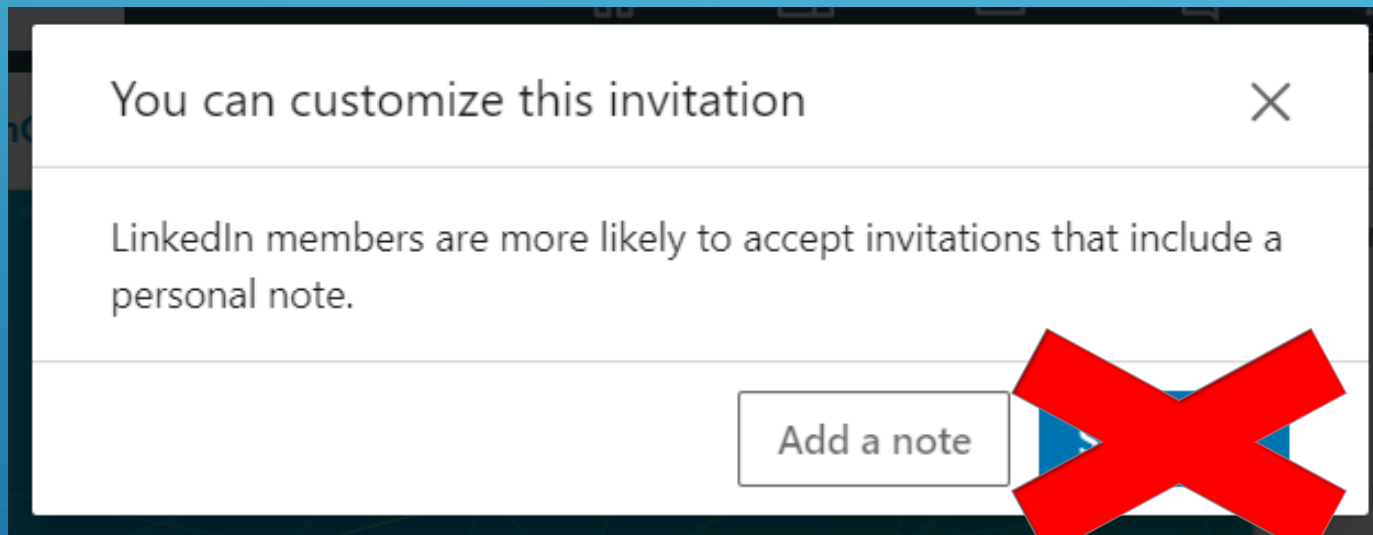 You can customize this invitation
LinkedIn members are more likely to accept invitations that include a
personal note.
Add a note